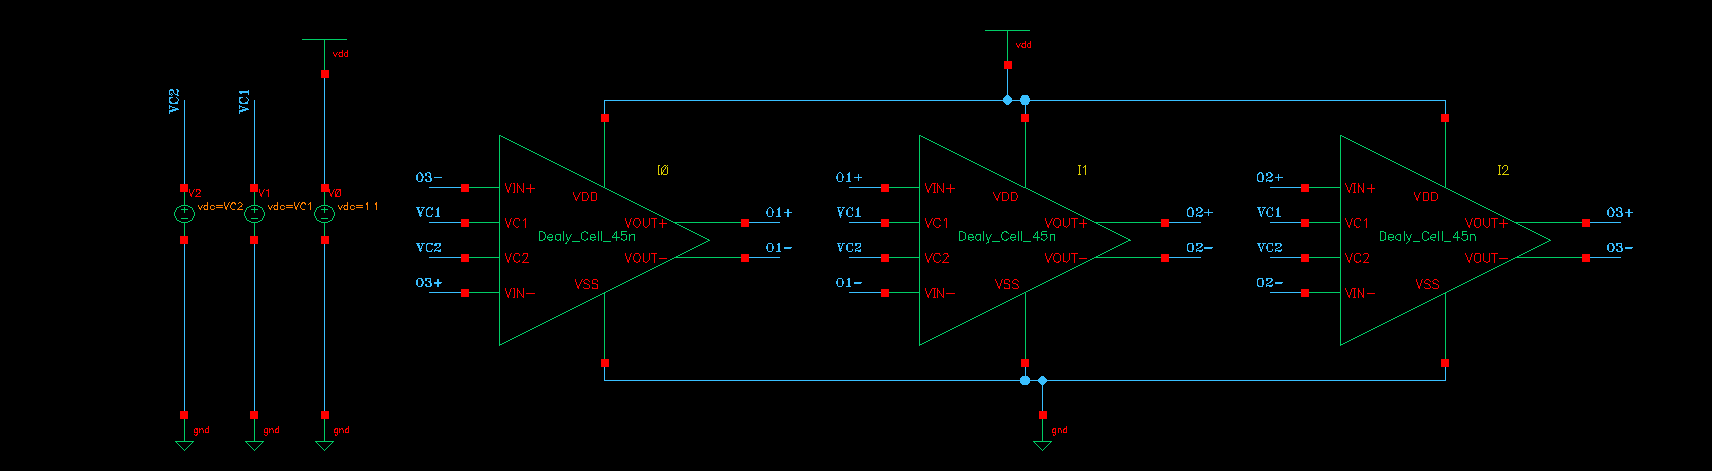 vdd
vdd
VC2
VC1
V2
vdc=VC2
V1
vdc=VC1
V0
vdc=1.1
gnd
gnd
gnd
I0
O3-
VIN+
VDD
VC1
VC1
VOUT+
O1+
Dealy_Cell_45n
VC2
VC2
VOUT-
O1-
VSS
O3+
VIN-
I1
O1+
VIN+
VDD
VC1
VC1
VOUT+
O2+
Dealy_Cell_45n
VC2
VC2
VOUT-
O2-
VSS
O1-
VIN-
I2
O2+
VIN+
VDD
VC1
VC1
VOUT+
O3+
Dealy_Cell_45n
VC2
VC2
VOUT-
O3-
VSS
O2-
VIN-
gnd